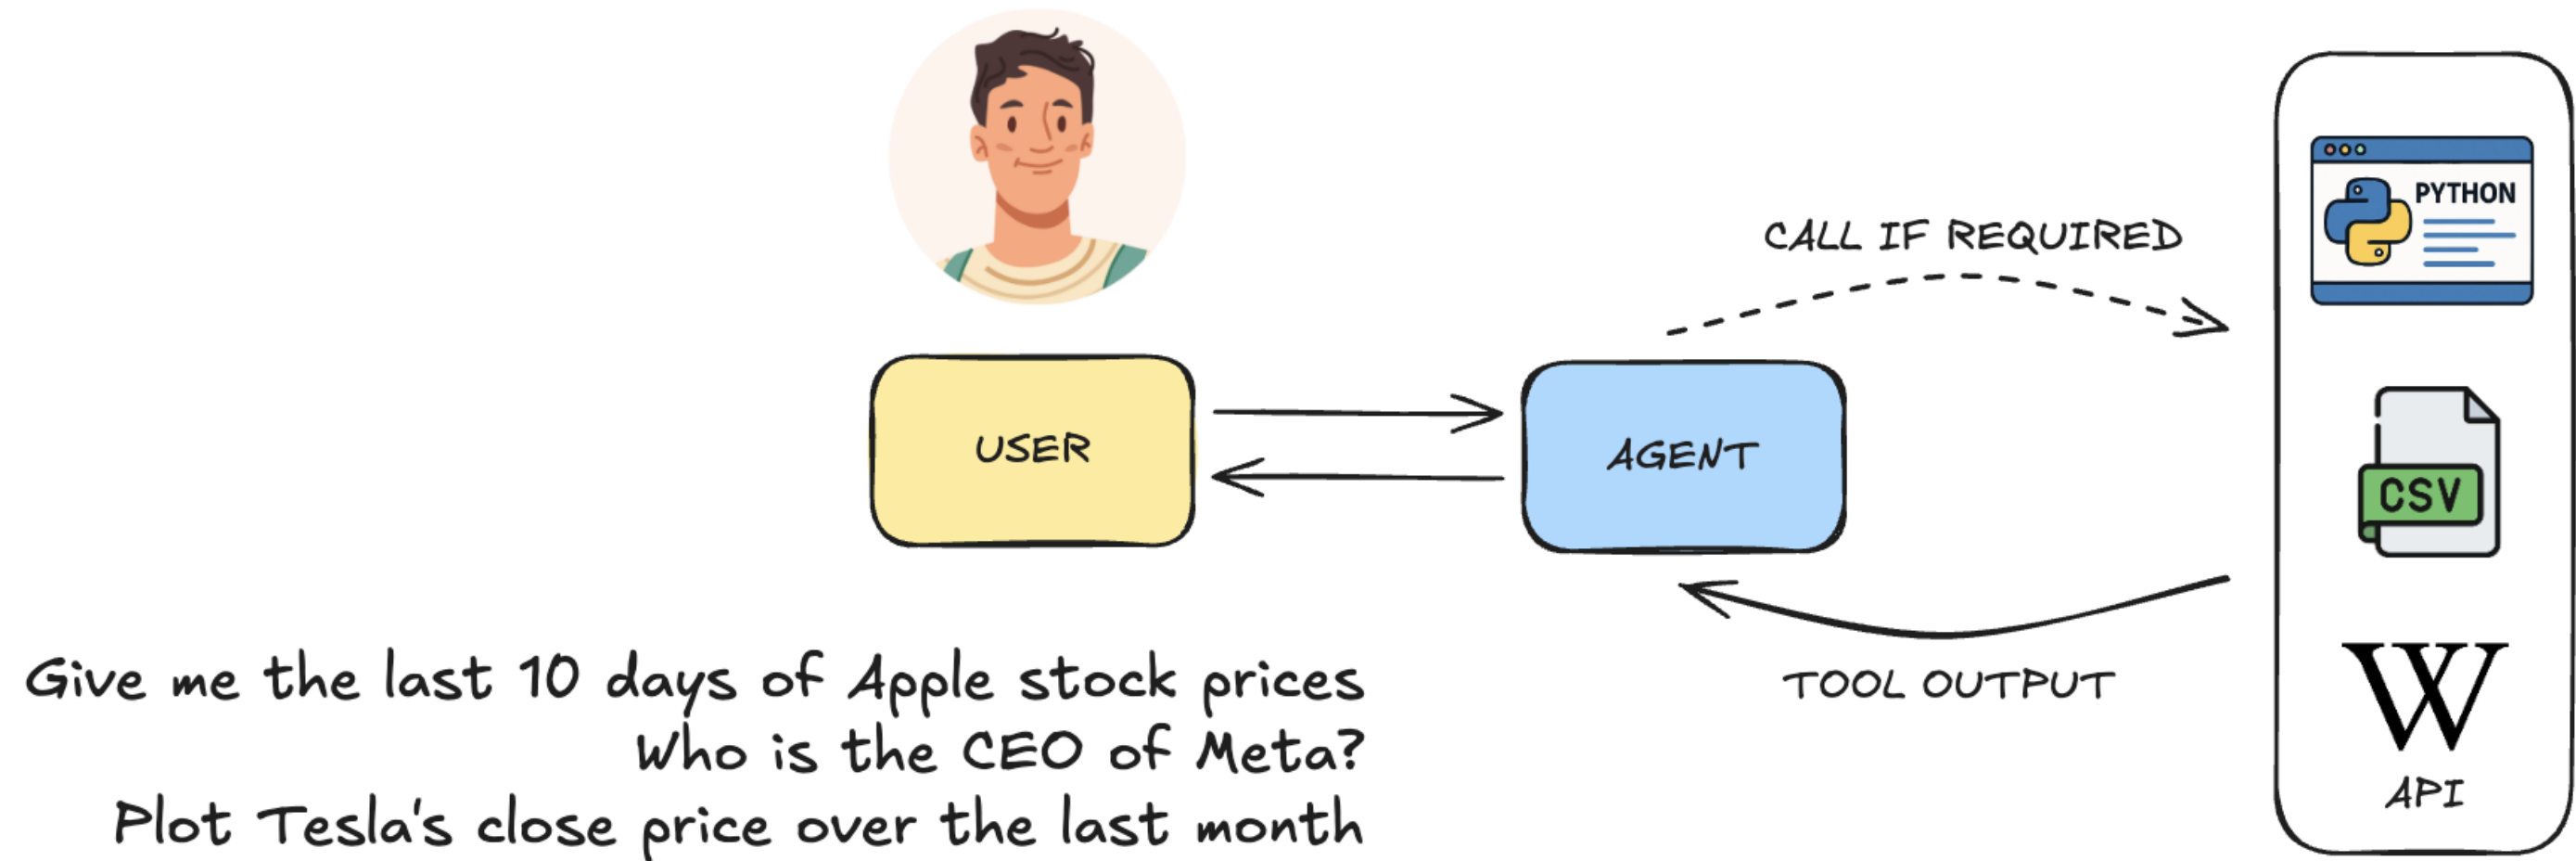 CALL IF REQUIRED
PYTHON
USER
AGENT
CSV
TOOL OUTPUT
W
API
Give me the last 10 days of Apple stock prices
Who is the CEO of Meta?
Plot Tesla's close price over the last month